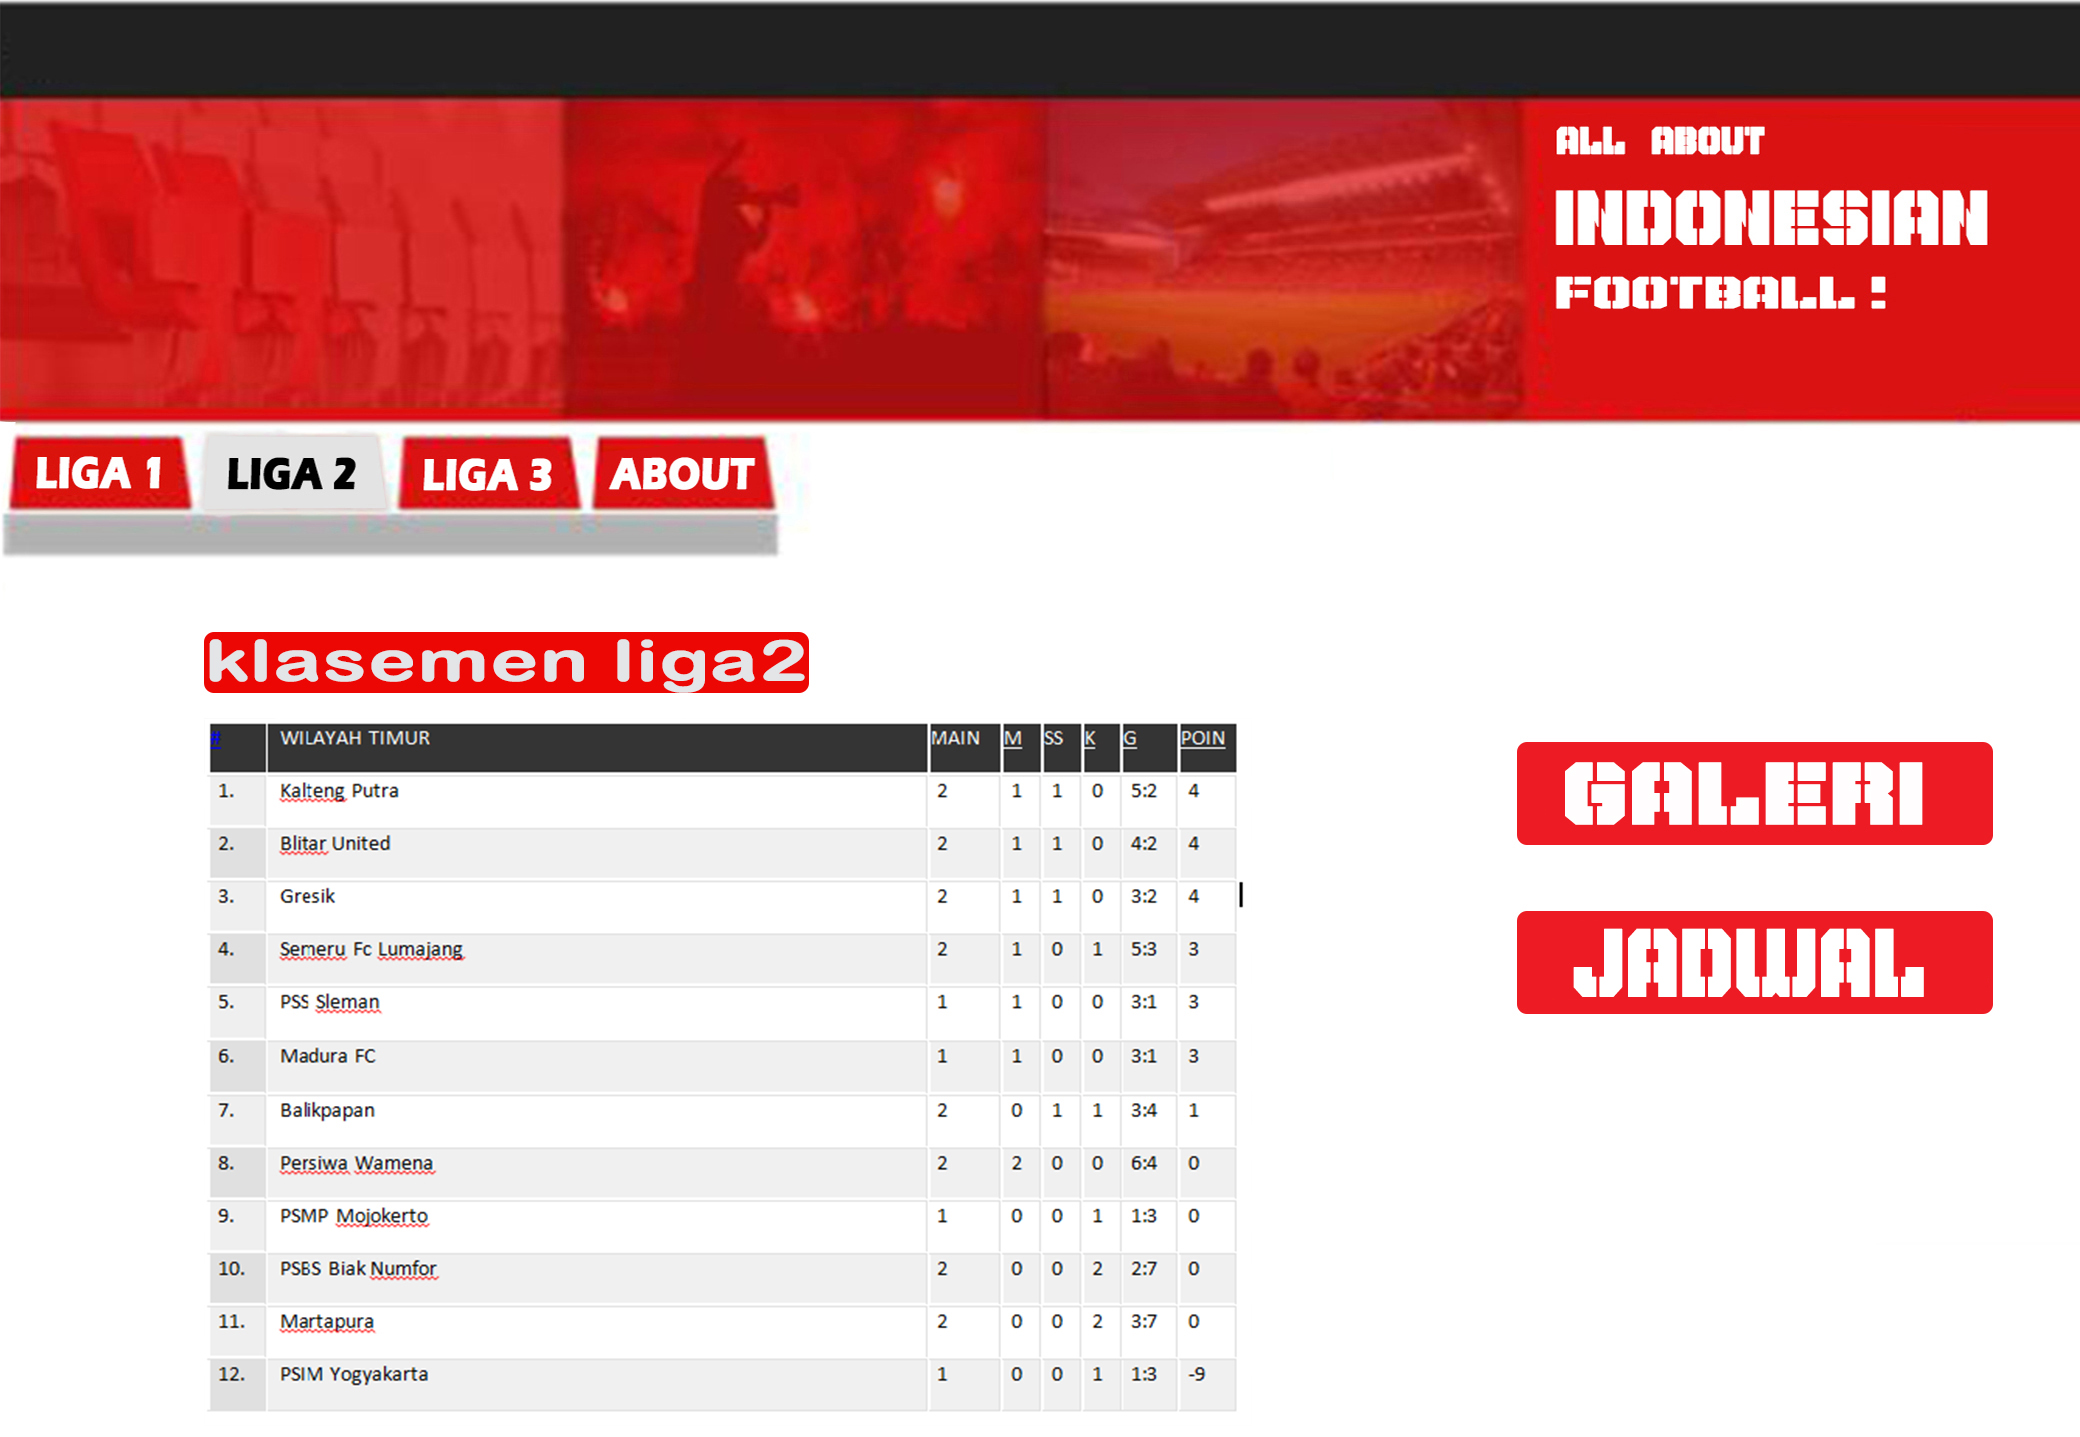 ALL ABOUT
INDONESIAN
FOOTBALL !
LIGA 1 LIGA 2 LIGA 3 ABOUT
klasemen liga2
# WILAYAH TIMUR MAIN M SS K G POIN
1. Kalteng Putra 2 1 1 0 5:2 4
2. Blitar United 2 1 1 0 4:2 4
3. Gresik 2 1 1 0 3:2 4
4. Semeru Fc Lumajang 2 1 0 1 5:3 3
5. PSS Sleman 1 1 0 0 3:1 3
6. Madura FC 1 1 0 0 3:1 3
7. Balikpapan 2 0 1 1 3:4 1
8. Persiwa Wamena 2 2 0 0 6:4 0
9. PSMP Mojokerto 1 0 0 1 1:3 0
10. PSBS Biak Numfor 2 0 0 2 2:7 0
11. Martapura 2 0 0 2 3:7 0
12. PSIM Yogyakarta 1 0 0 1 1:3 -9
GALERI
JADWAL